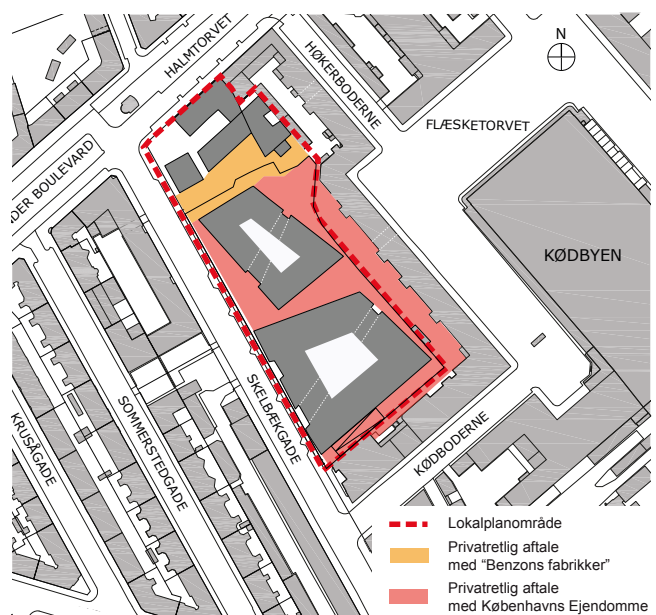 HALMTORVET
HØKERBODERNE
N
FLÆSKETORVET
DER BOULEVARD
KØDBYEN
SKELBÆKGADE
SOMMERSTEDGADE
KRUSÅGADE
KØDBODERNE
Lokalplanområde
Privatretlig aftale
med "Benzons fabrikker"
Privatretlig aftale
med Københavns Ejendomme